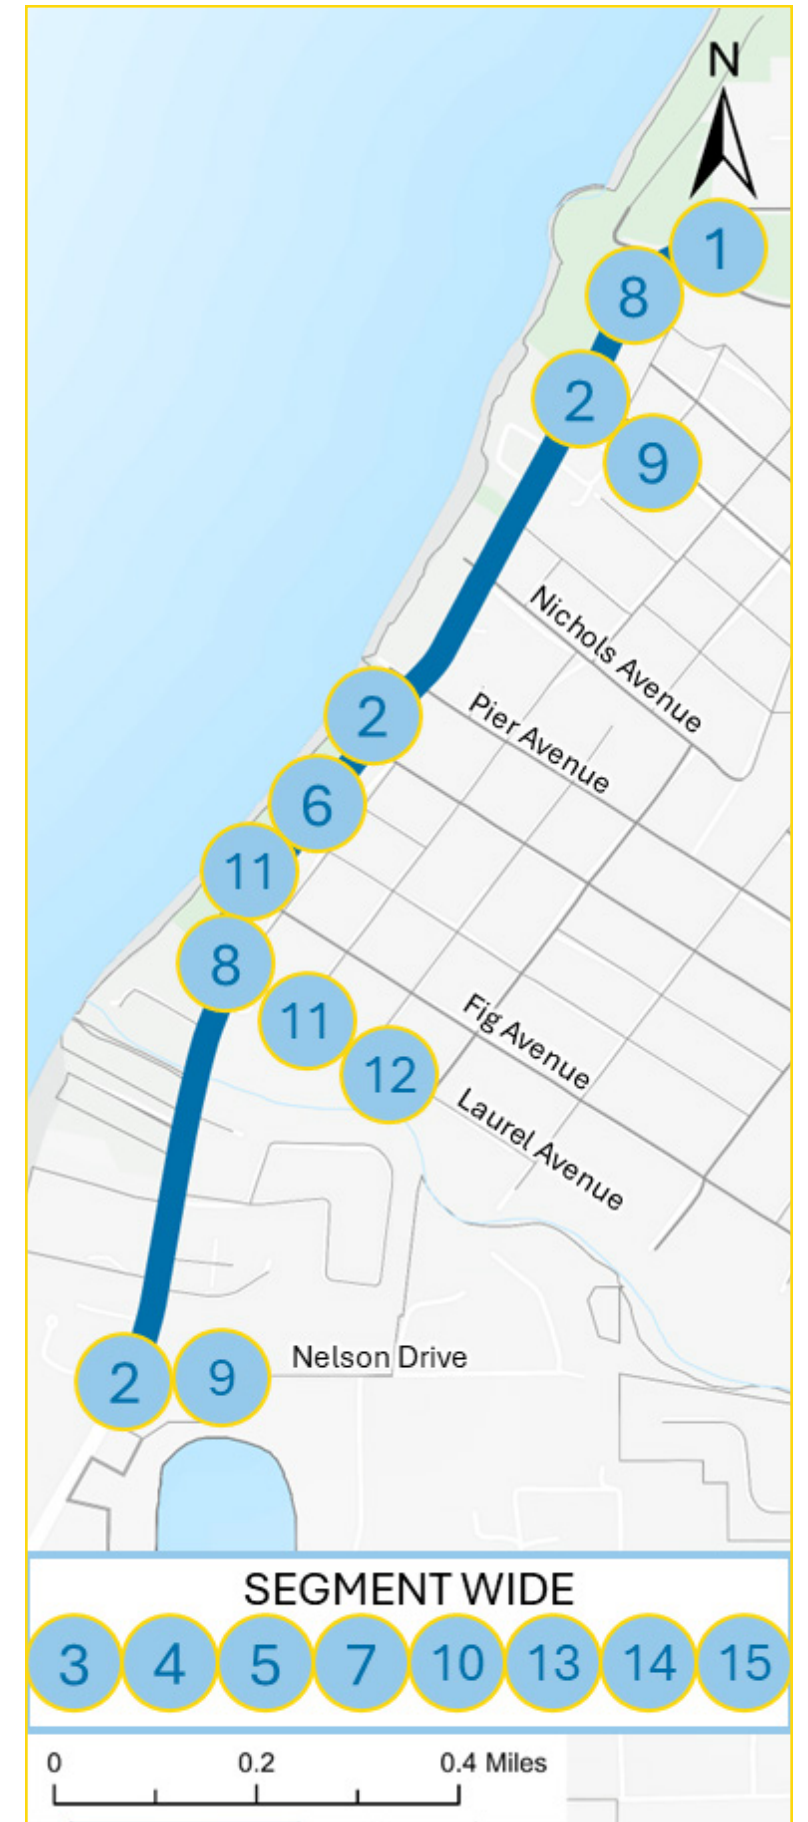 N
1
8
2
9
Nichols Avenue
2
Pier Avenue
6
11
8
11
Fig Avenue
12
Laurel Avenue
2
9
Nelson Drive
SEGMENT WIDE
3 4 5 7 10 13 14 15
0 0.2 0.4 Miles